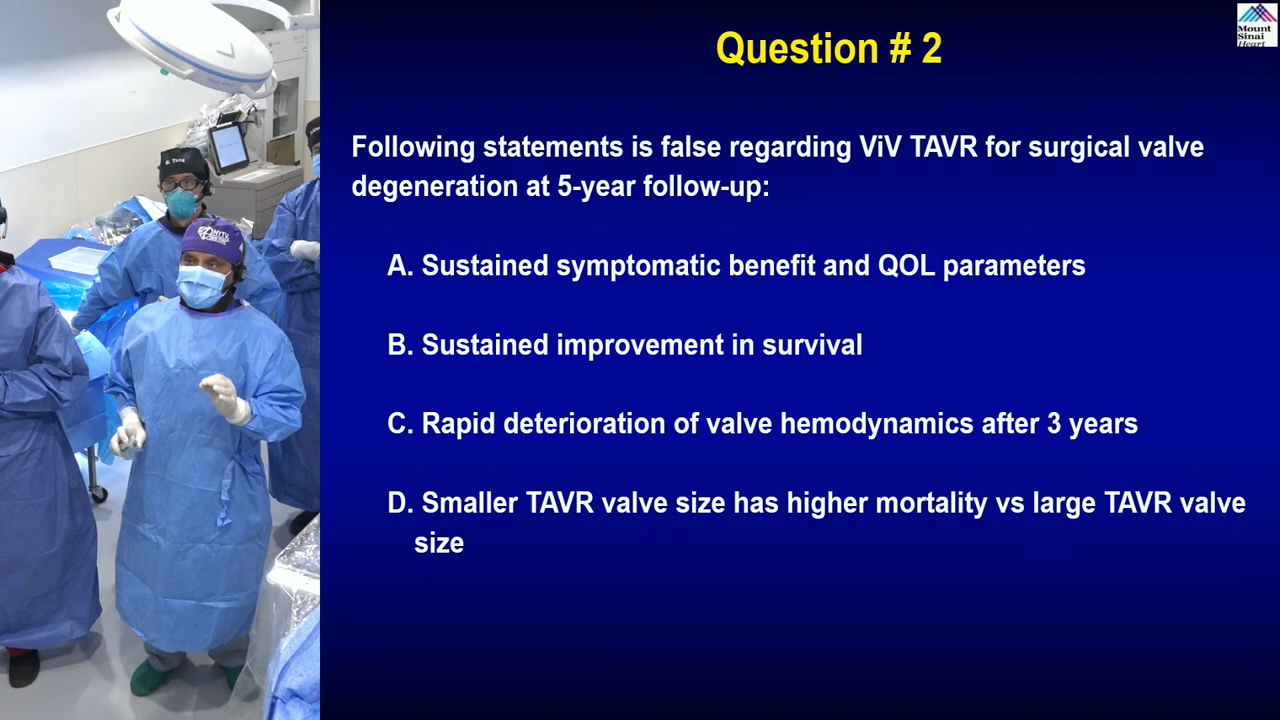 Mount
Sinai
Heart
Question # 2
Following statements is false regarding ViV TAVR for surgical valve
degeneration at 5-year follow-up:
A. Sustained symptomatic benefit and QOL parameters
B. Sustained improvement in survival
C. Rapid deterioration of valve hemodynamics after 3 years
D. Smaller TAVR valve size has higher mortality vs large TAVR valve
size
G. Tang